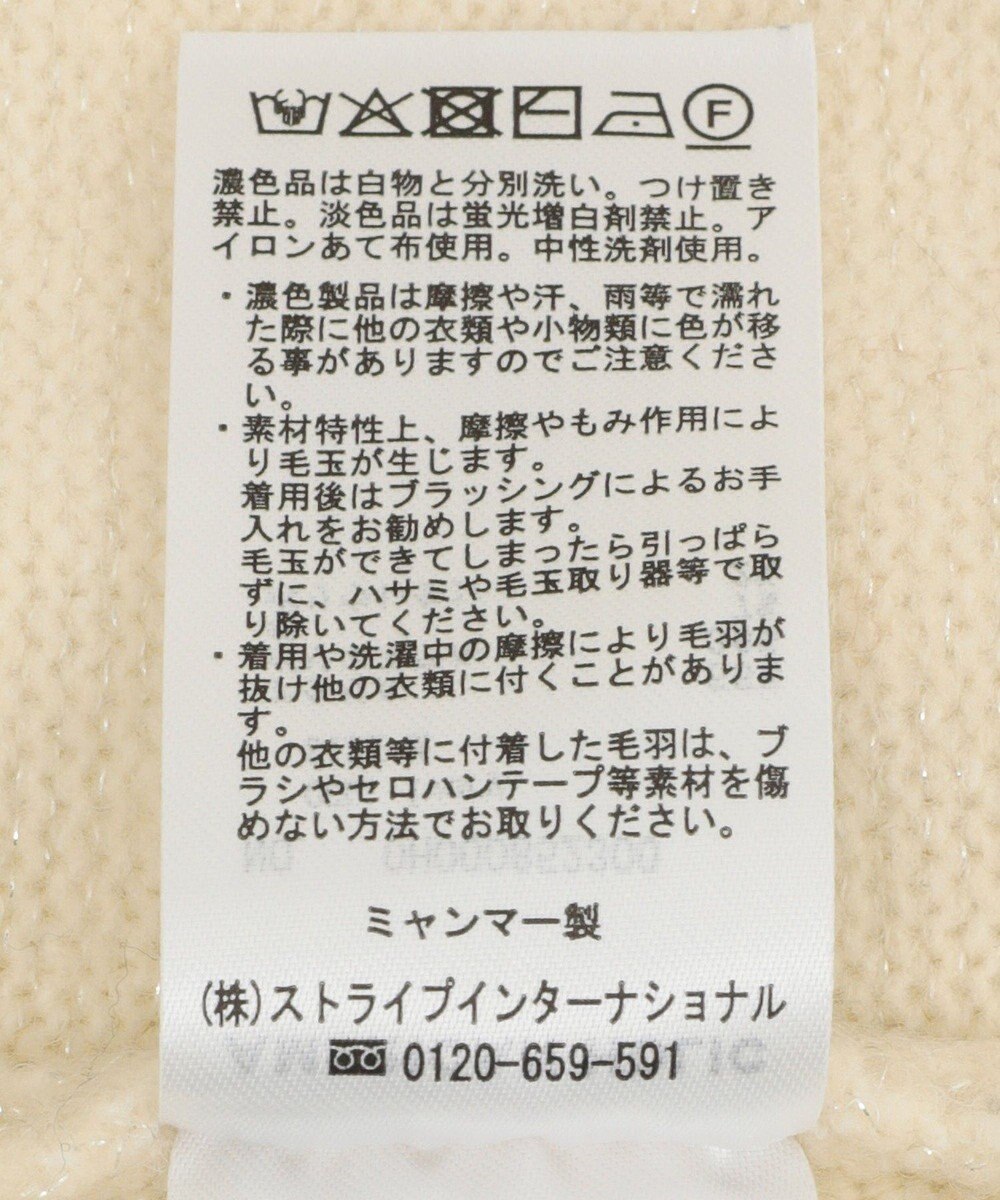 F
濃色品は白物と分別洗い。つけ置き
禁止。淡色品は蛍光増白剤禁止。ア
イロンあて布使用。中性洗剤使用。
・濃色製品は摩擦や汗、雨等で濡れ
た際に他の衣類や小物類に色が移
る事がありますのでご注意くださ
い。
・素材特性上、摩擦やもみ作用によ
り毛玉が生じます。
着用後はブラッシングによるお手
入れをお勧めします。
毛玉ができてしまったら引っぱら
ずに、ハサミや毛玉取り器等で取
り除いてください。
・着用や洗濯中の摩擦により毛羽が
抜け他の衣類に付くことがありま
す。
他の衣類等に付着した毛羽は、ブ
ラシやセロハンテープ等素材を傷
めない方法でお取りください。
ミャンマー製
(株)ストライプインターナショナル
0120-659-591